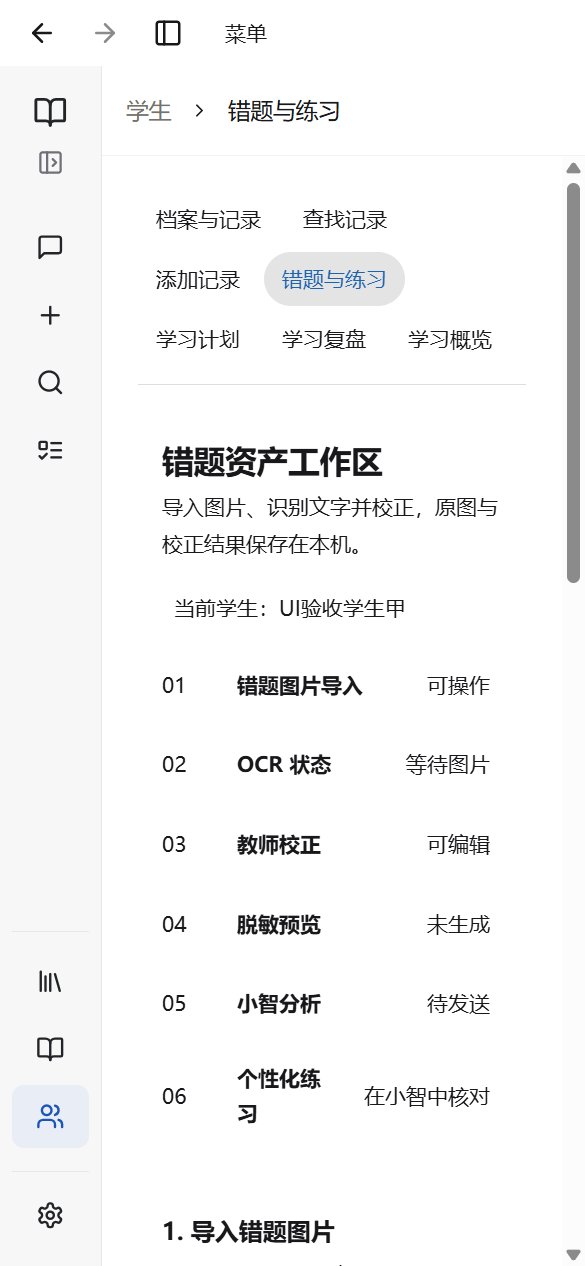 菜单
学生 > 错题与练习
档案与记录 查找记录
添加记录 错题与练习
学习计划 学习复盘 学习概览
错题资产工作区
导入图片、识别文字并校正，原图与
校正结果保存在本机。
当前学生：UI验收学生甲
01 错题图片导入 可操作
02 OCR 状态 等待图片
03 教师校正 可编辑
04 脱敏预览 未生成
05 小智分析 待发送
06 个性化练
习 在小智中核对
1. 导入错题图片